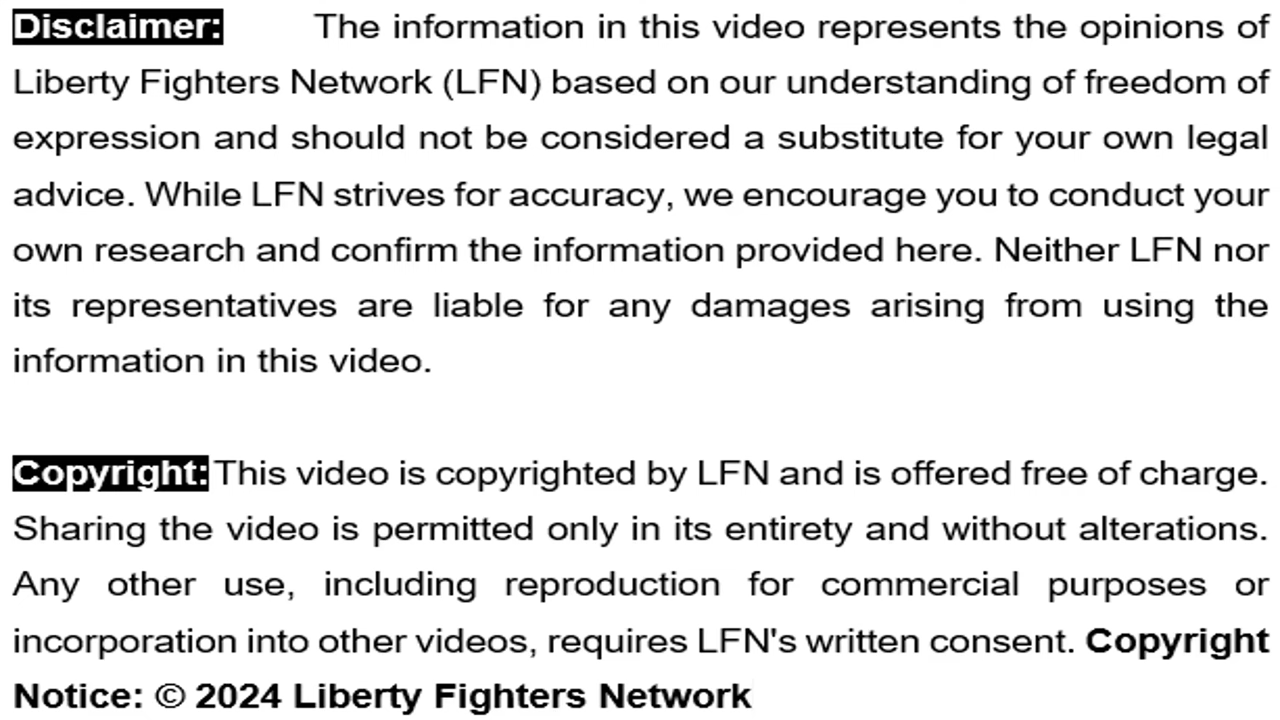 Disclaimer: The information in this video represents the opinions of
Liberty Fighters Network (LFN) based on our understanding of freedom of
expression and should not be considered a substitute for your own legal
advice. While LFN strives for accuracy, we encourage you to conduct your
own research and confirm the information provided here. Neither LFN nor
its representatives are liable for any damages arising from using the
information in this video.
Copyright: This video is copyrighted by LFN and is offered free of charge.
Sharing the video is permitted only in its entirety and without alterations.
Any other use, including reproduction for commercial purposes or
incorporation into other videos, requires LFN's written consent. Copyright
Notice: © 2024 Liberty Fighters Network